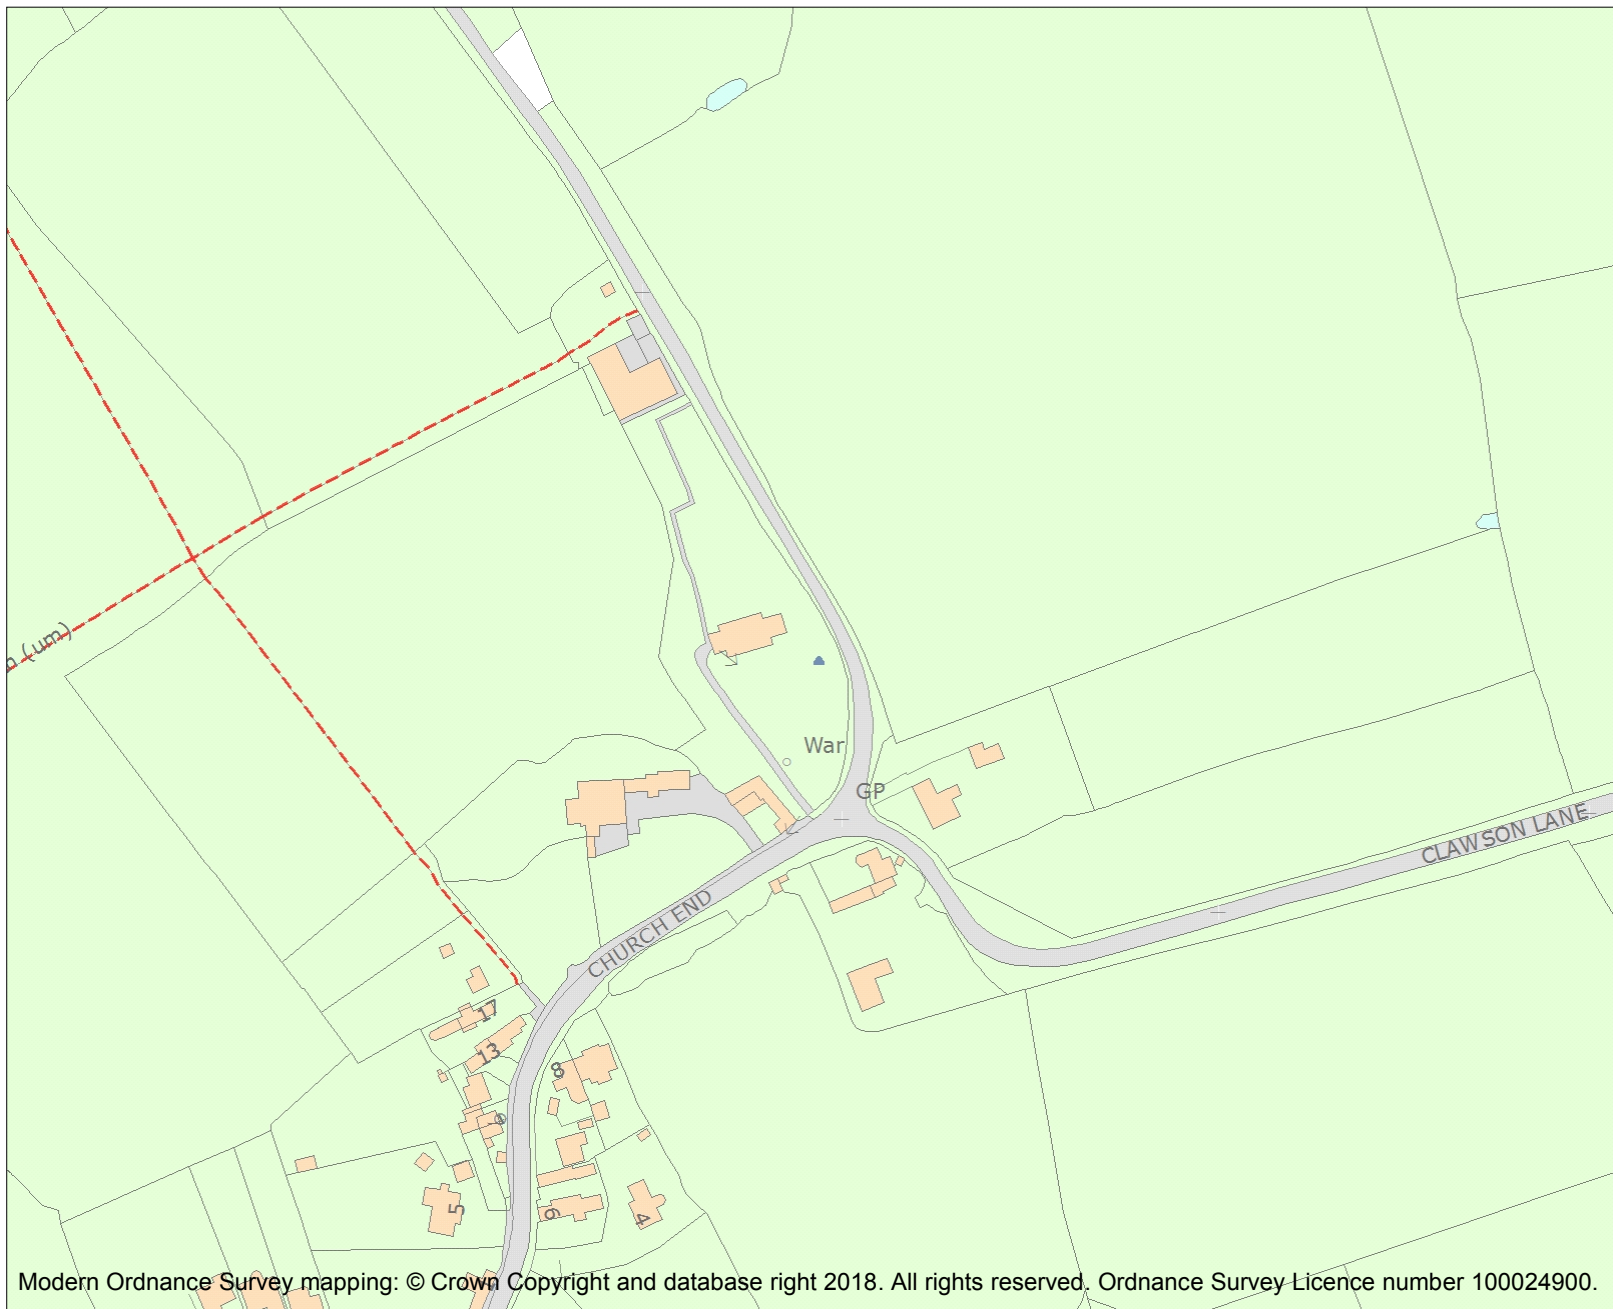 n (um)
War
GP
CLAWSON LANE
CHURCH END
17
13
8
5
6
4
Modern Ordnance Survey mapping: © Crown Copyright and database right 2018. All rights reserved. Ordnance Survey Licence number 100024900.